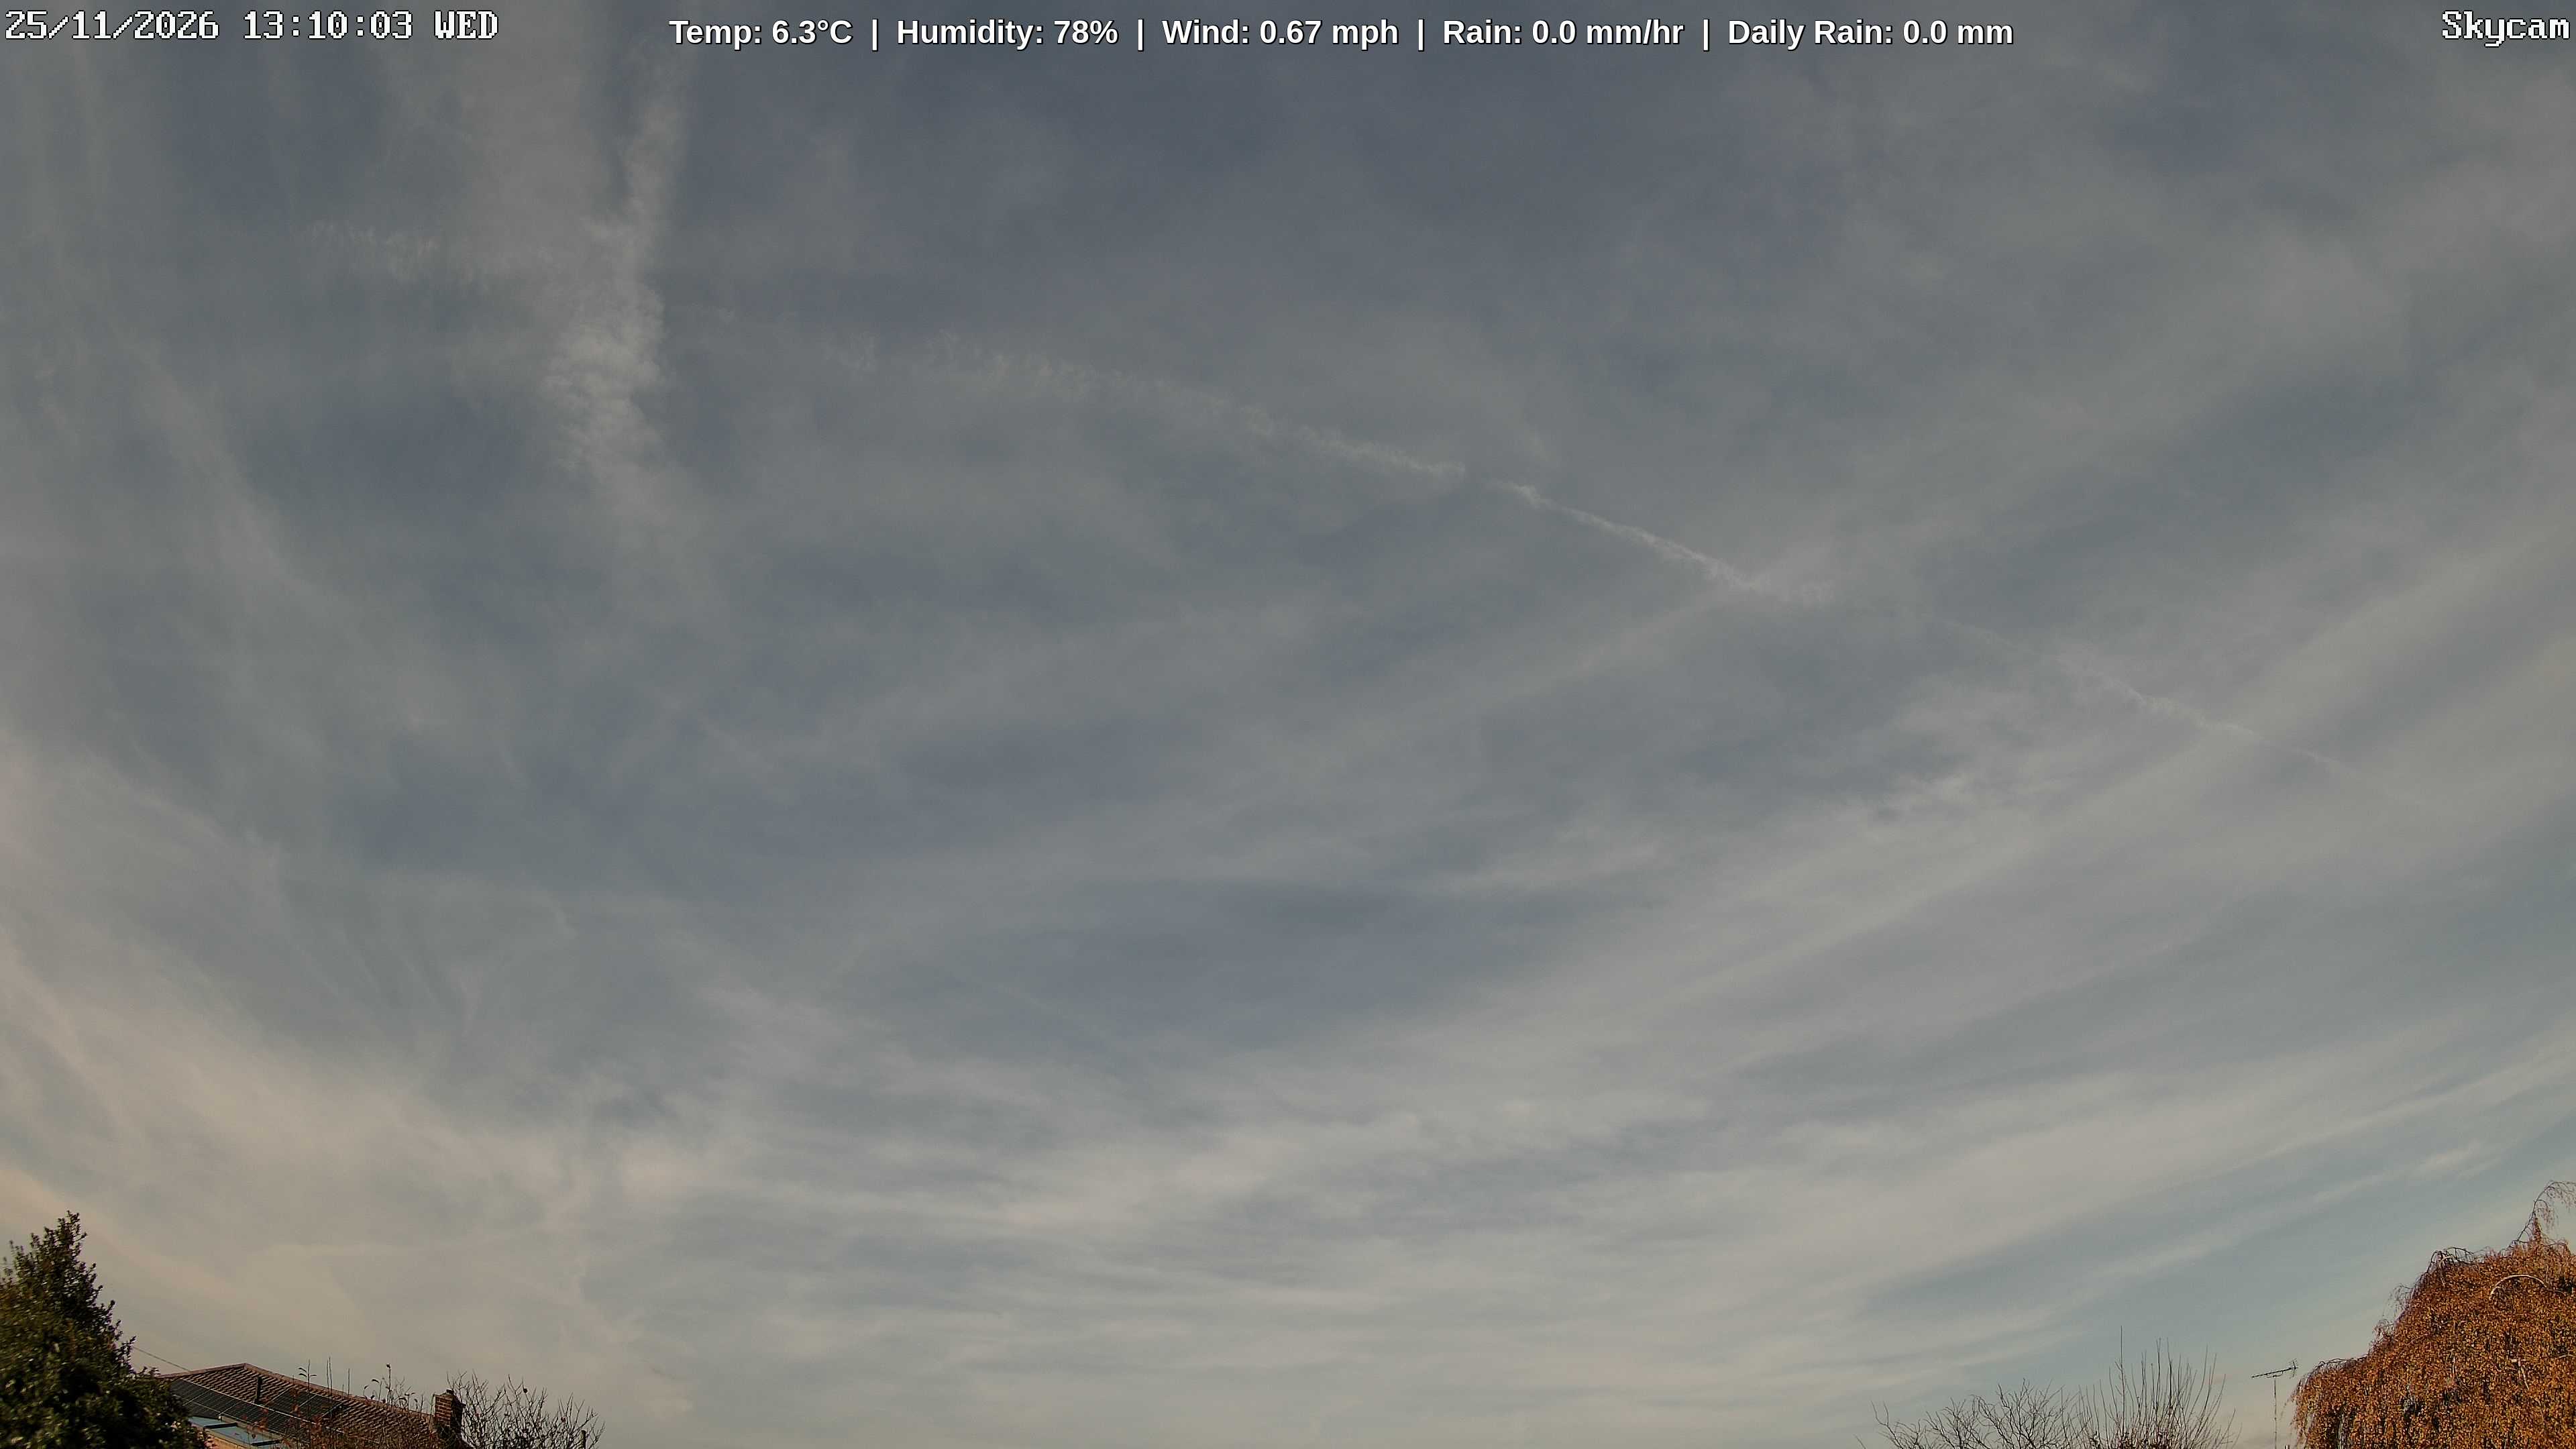 25/11/2026 13:10:03 WED
Temp: 6.3°C | Humidity: 78% | Wind: 0.67 mph | Rain: 0.0 mm/hr | Daily Rain: 0.0 mm
Skycam